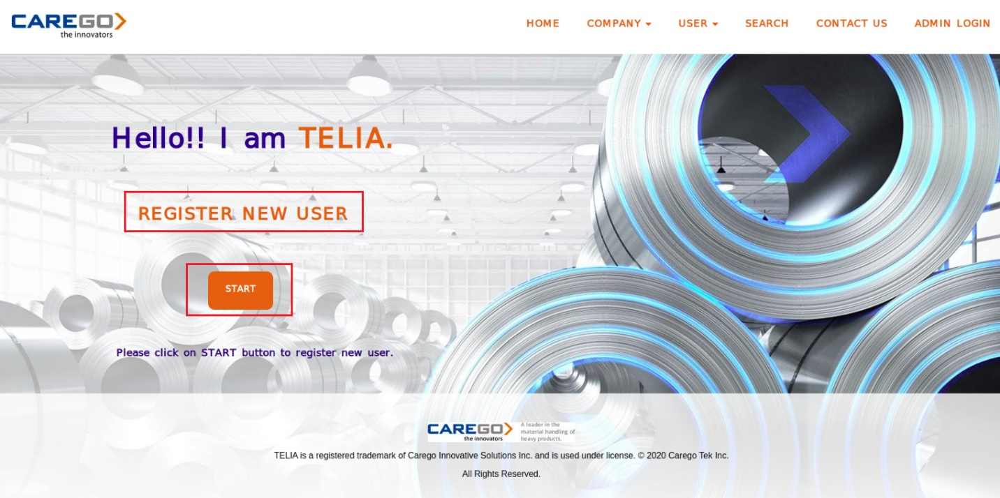 CAREGO
the innovators
HOME COMPANY USER SEARCH CONTACT US ADMIN LOGIN
Hello!! I am TELIA.
REGISTER NEW USER
START
Please click on START button to register new user.
CAREGO
the innovators
A leader in the
material handling of
heavy products.
TELIA is a registered trademark of Carego Innovative Solutions Inc. and is used under license. © 2020 Carego Tek Inc.
All Rights Reserved.